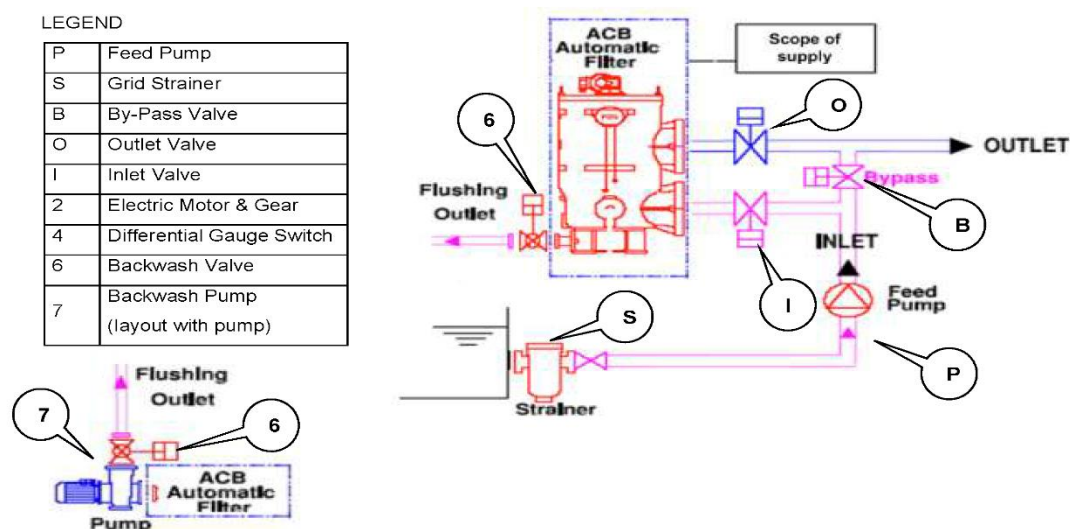 LEGEND
P Feed Pump
S Grid Strainer
B By-Pass Valve
O Outlet Valve
I Inlet Valve
2 Electric Motor & Gear
4 Differential Gauge Switch
6 Backwash Valve
7 Backwash Pump
(layout with pump)
ACB
Automatic
Filter
Scope of
supply
6
O
OUTLET
Bypass
Flushing
Outlet
B
INLET
I
Feed
Pump
S
P
Strainer
Flushing
Outlet
7
6
ACB
Automatic
Filter
Pump